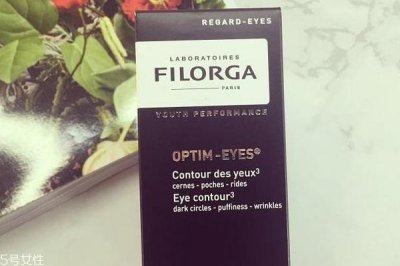 REGARD-EYES
LABORATOIRES
FILORGA
PARIS
YOUTH PERFORMANCE
OPTIM-EYES®
Contour des yeux³
cernes - poches - rides
Eye contour³
dark circles - puffiness - wrinkles
5号女性